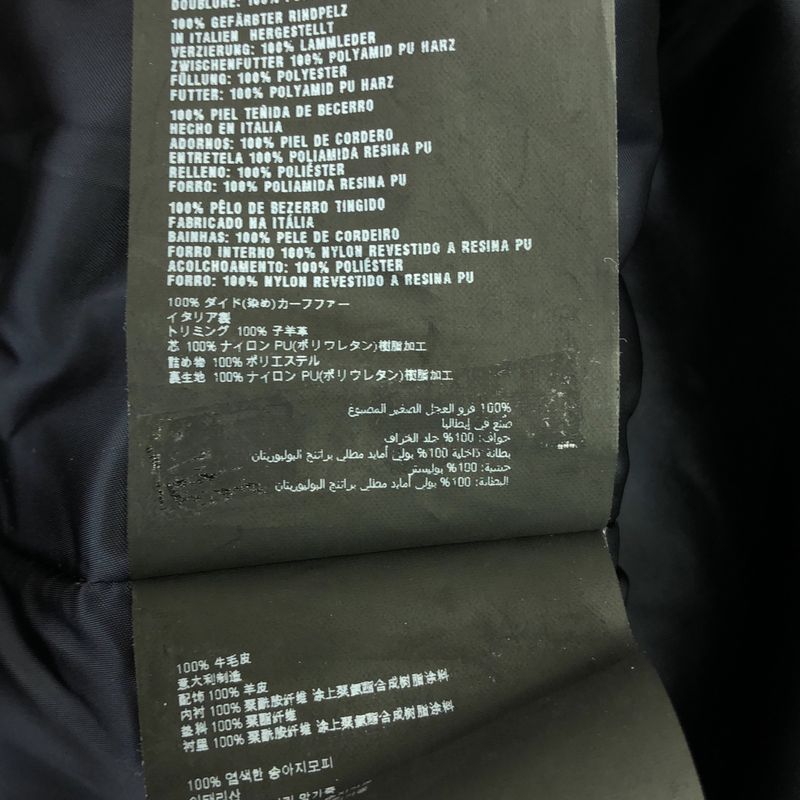 DOUBLURE: 100%
100% GEFÄRBTER RINDPELZ
IN ITALIEN HERGESTELLT
VERZIERUNG: 100% LAMMLEDER
ZWISCHENFUTTER 100% POLYAMID PU HARZ
FÜLLUNG: 100% POLYESTER
FUTTER: 100% POLYAMID PU HARZ
100% PIEL TEÑIDA DE BECERRO
HECHO EN ITALIA
ADORNOS: 100% PIEL DE CORDERO
ENTRETELA 100% POLIAMIDA RESINA PU
RELLENO: 100% POLIÉSTER
FORRO: 100% POLIAMIDA RESINA PU
100% PÊLO DE BEZERRO TINGIDO
FABRICADO NA ITÁLIA
BAINHAS: 100% PELE DE CORDEIRO
FORRO INTERNO 100% NYLON REVESTIDO A RESINA PU
ACOLCHOAMENTO: 100% POLIÉSTER
FORRO: 100% NYLON REVESTIDO A RESINA PU
100% ダイド(染め)カーフファー
イタリア製
トリミング 100% 子羊革
芯 100% ナイロン PU(ポリウレタン)樹脂加工
詰め物 100% ポリエステル
裏生地 100% ナイロン PU(ポリウレタン)樹脂加工
100% فرو العجل الصغير المصبوغ
صُنع في إيطاليا
حواف: 100% جلد الخراف
بطانة داخلية 100% بولي أمايد مطلي براتنج البوليوريتان
حشية: 100% بوليستر
البطانة: 100% بولي أمايد مطلي براتنج البوليوريتان
100% 牛毛皮
意大利制造
配饰 100% 羊皮
内衬 100% 聚酰胺纤维 涂上聚氨酯合成树脂涂料
垫料 100% 聚酯纤维
衬里 100% 聚酰胺纤维 涂上聚氨酯合成树脂涂料
100% 염색한 송아지모피
이태리산